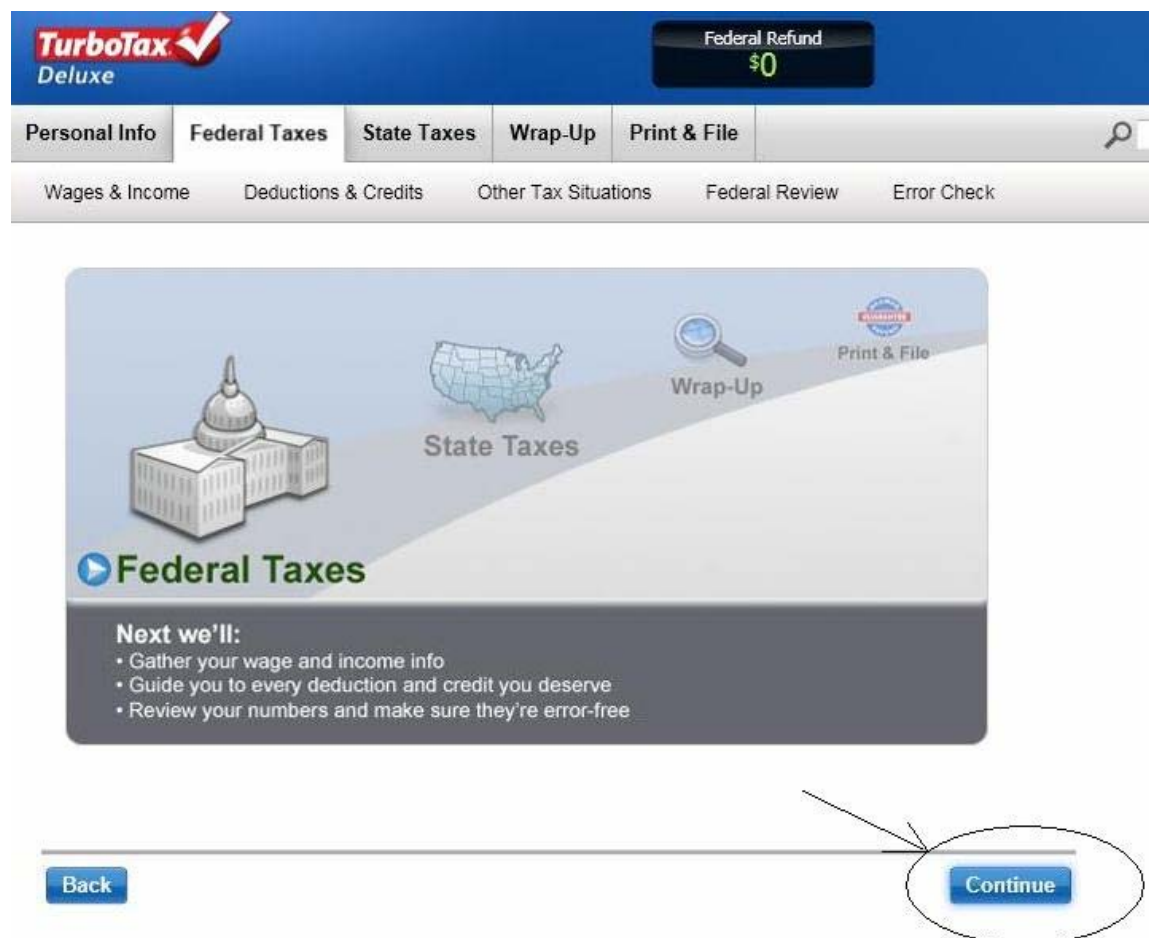 TurboTax
Deluxe
Federal Refund
$0
Personal Info Federal Taxes State Taxes Wrap-Up Print & File
Wages & Income Deductions & Credits Other Tax Situations Federal Review Error Check
GUARANTEE
Print & File
Wrap-Up
State Taxes
Federal Taxes
Next we'll:
• Gather your wage and income info
• Guide you to every deduction and credit you deserve
• Review your numbers and make sure they're error-free
Back Continue